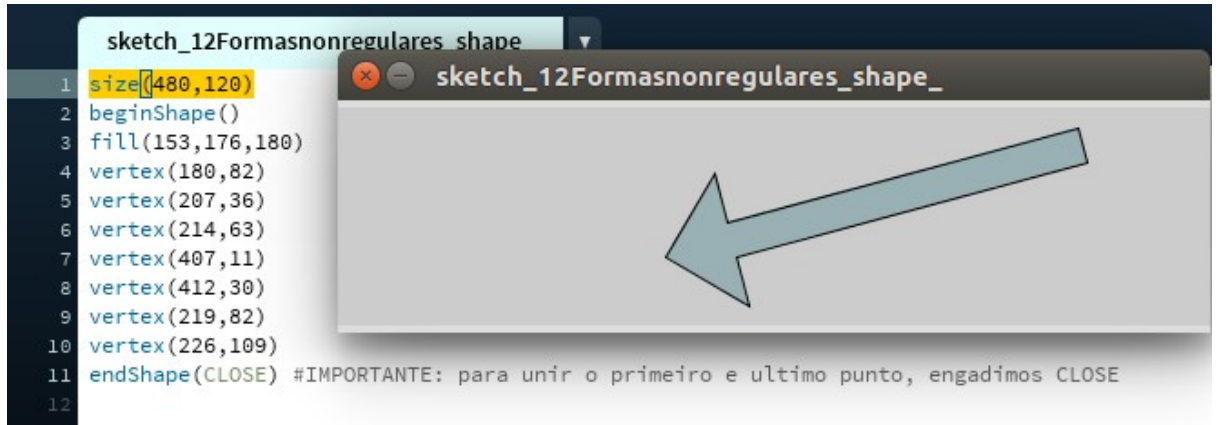 sketch_12Formasnonregulares_shape_ ▼
sketch_12Formasnonregulares_shape_
1 size(480,120)
2 beginShape()
3 fill(153,176,180)
4 vertex(180,82)
5 vertex(207,36)
6 vertex(214,63)
7 vertex(407,11)
8 vertex(412,30)
9 vertex(219,82)
10 vertex(226,109)
11 endShape(CLOSE) #IMPORTANTE: para unir o primeiro e ultimo punto, engadimos CLOSE
12